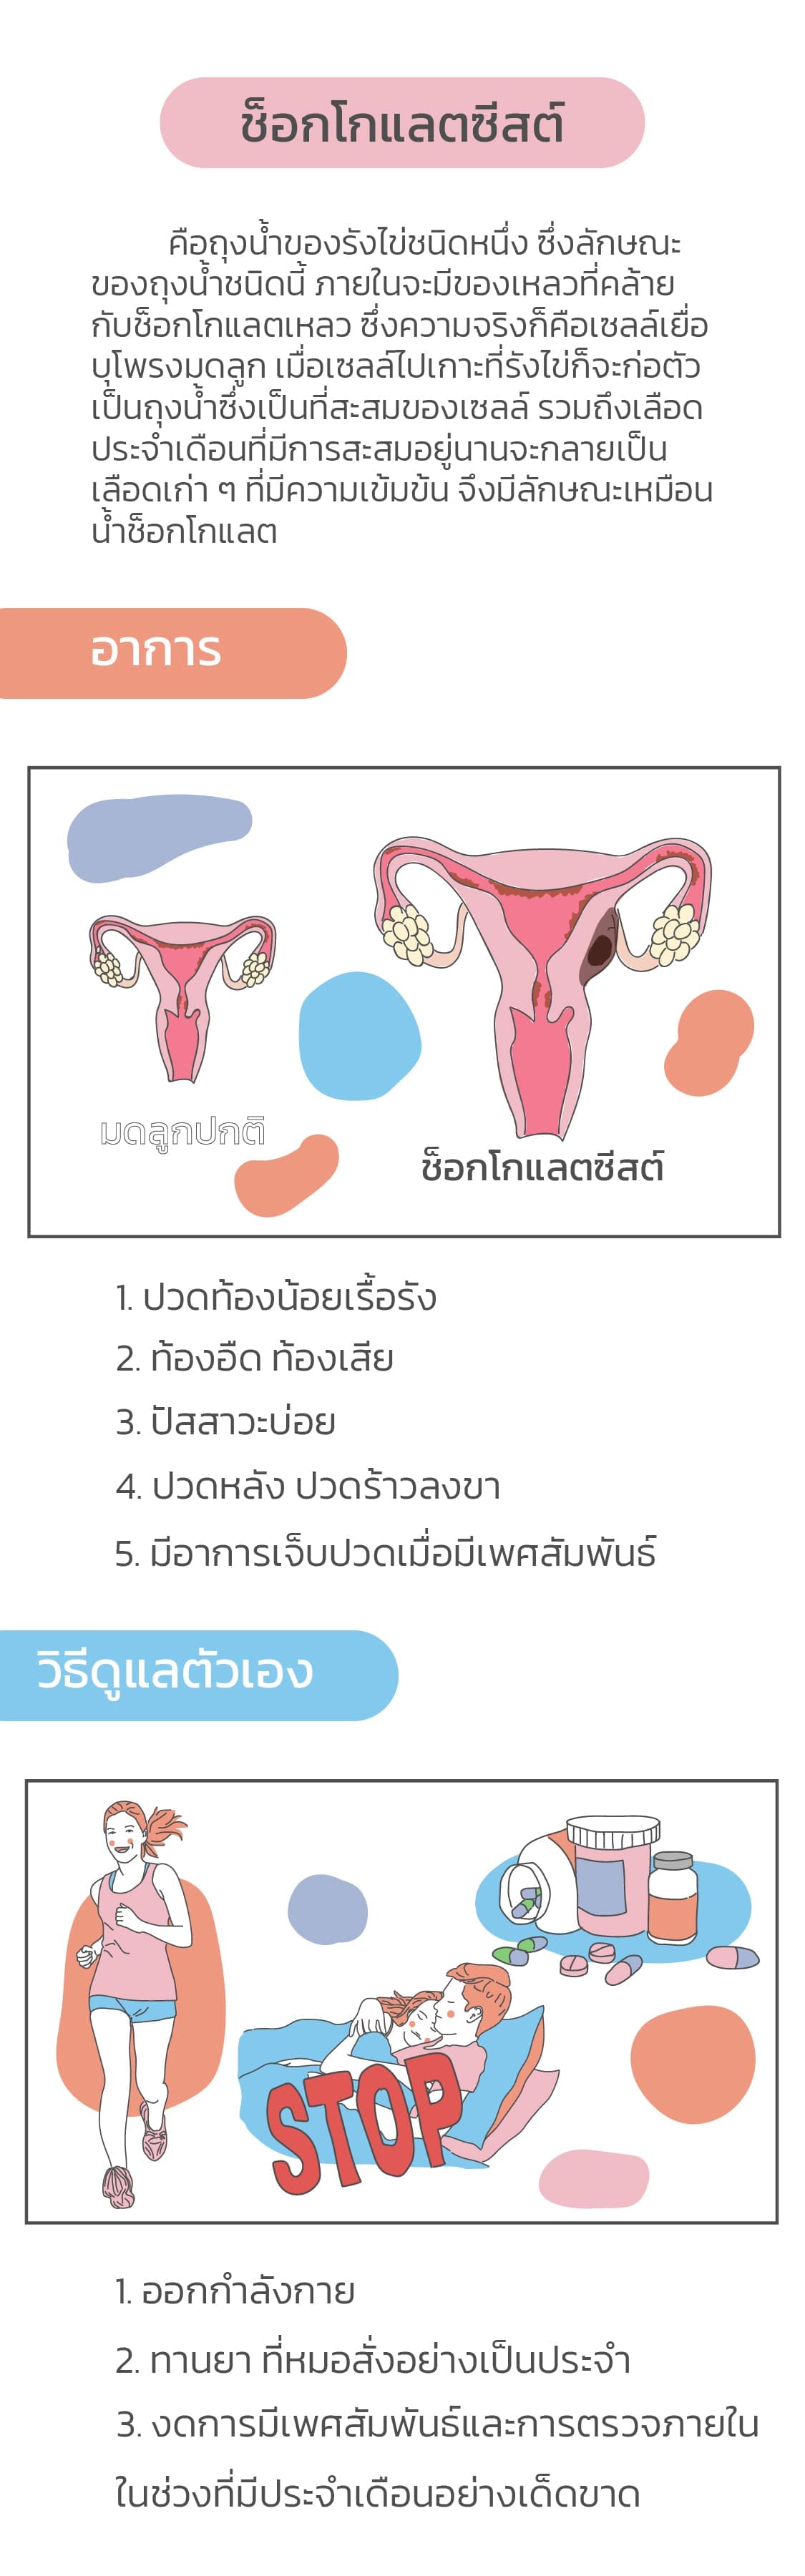 ช็อกโกแลตซีสต์
คือถุงน้ำของรังไข่ชนิดหนึ่ง ซึ่งลักษณะ
ของถุงน้ำชนิดนี้ ภายในจะมีของเหลวที่คล้าย
กับช็อกโกแลตเหลว ซึ่งความจริงก็คือเซลล์เยื่อ
บุโพรงมดลูก เมื่อเซลล์ไปเกาะที่รังไข่ก็จะก่อตัว
เป็นถุงน้ำซึ่งเป็นที่สะสมของเซลล์ รวมถึงเลือด
ประจำเดือนที่มีการสะสมอยู่นานจะกลายเป็น
เลือดเก่า ๆ ที่มีความเข้มข้น จึงมีลักษณะเหมือน
น้ำช็อกโกแลต
อาการ
มดลูกปกติ
ช็อกโกแลตซีสต์
1. ปวดท้องน้อยเรื้อรัง
2. ท้องอืด ท้องเสีย
3. ปัสสาวะบ่อย
4. ปวดหลัง ปวดร้าวลงขา
5. มีอาการเจ็บปวดเมื่อมีเพศสัมพันธ์
วิธีดูแลตัวเอง
STOP
1. ออกกำลังกาย
2. ทานยา ที่หมอสั่งอย่างเป็นประจำ
3. งดการมีเพศสัมพันธ์และการตรวจภายใน
ในช่วงที่มีประจำเดือนอย่างเด็ดขาด